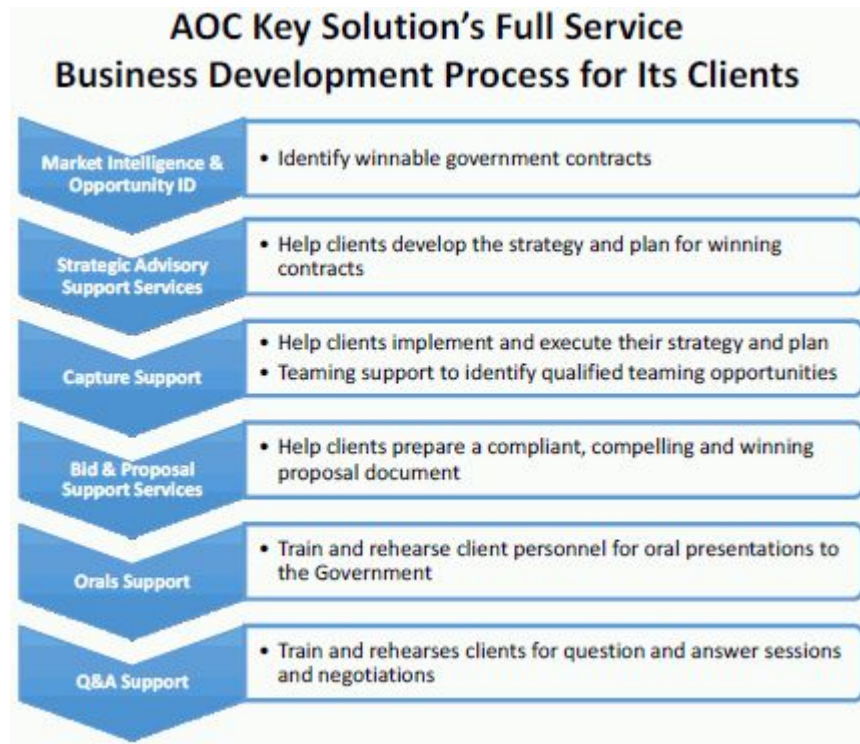 AOC Key Solution's Full Service
Business Development Process for Its Clients
Market Intelligence &
Opportunity ID
• Identify winnable government contracts
Strategic Advisory
Support Services
• Help clients develop the strategy and plan for winning
contracts
Capture Support
• Help clients implement and execute their strategy and plan
• Teaming support to identify qualified teaming opportunities
Bid & Proposal
Support Services
• Help clients prepare a compliant, compelling and winning
proposal document
Orals Support
• Train and rehearse client personnel for oral presentations to
the Government
Q&A Support
• Train and rehearses clients for question and answer sessions
and negotiations